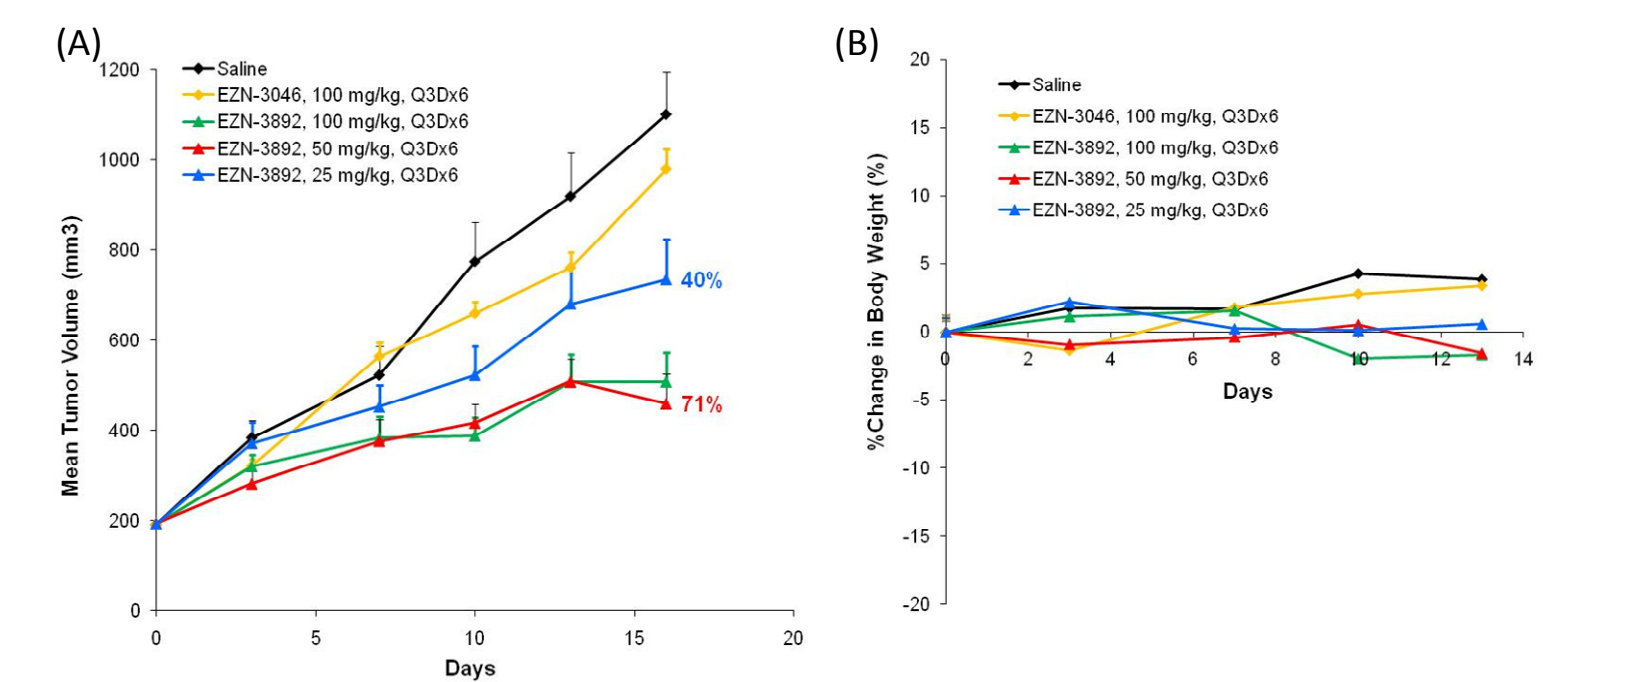 (A)
1200
1000
800
600
400
200
0
Mean Tumor Volume (mm3)
Saline
EZN-3046, 100 mg/kg, Q3Dx6
EZN-3892, 100 mg/kg, Q3Dx6
EZN-3892, 50 mg/kg, Q3Dx6
EZN-3892, 25 mg/kg, Q3Dx6
40%
71%
0 5 10 15 20
Days
(B)
20
15
10
5
0
-5
-10
-15
-20
%Change in Body Weight (%)
Saline
EZN-3046, 100 mg/kg, Q3Dx6
EZN-3892, 100 mg/kg, Q3Dx6
EZN-3892, 50 mg/kg, Q3Dx6
EZN-3892, 25 mg/kg, Q3Dx6
0 2 4 6 8 10 12 14
Days